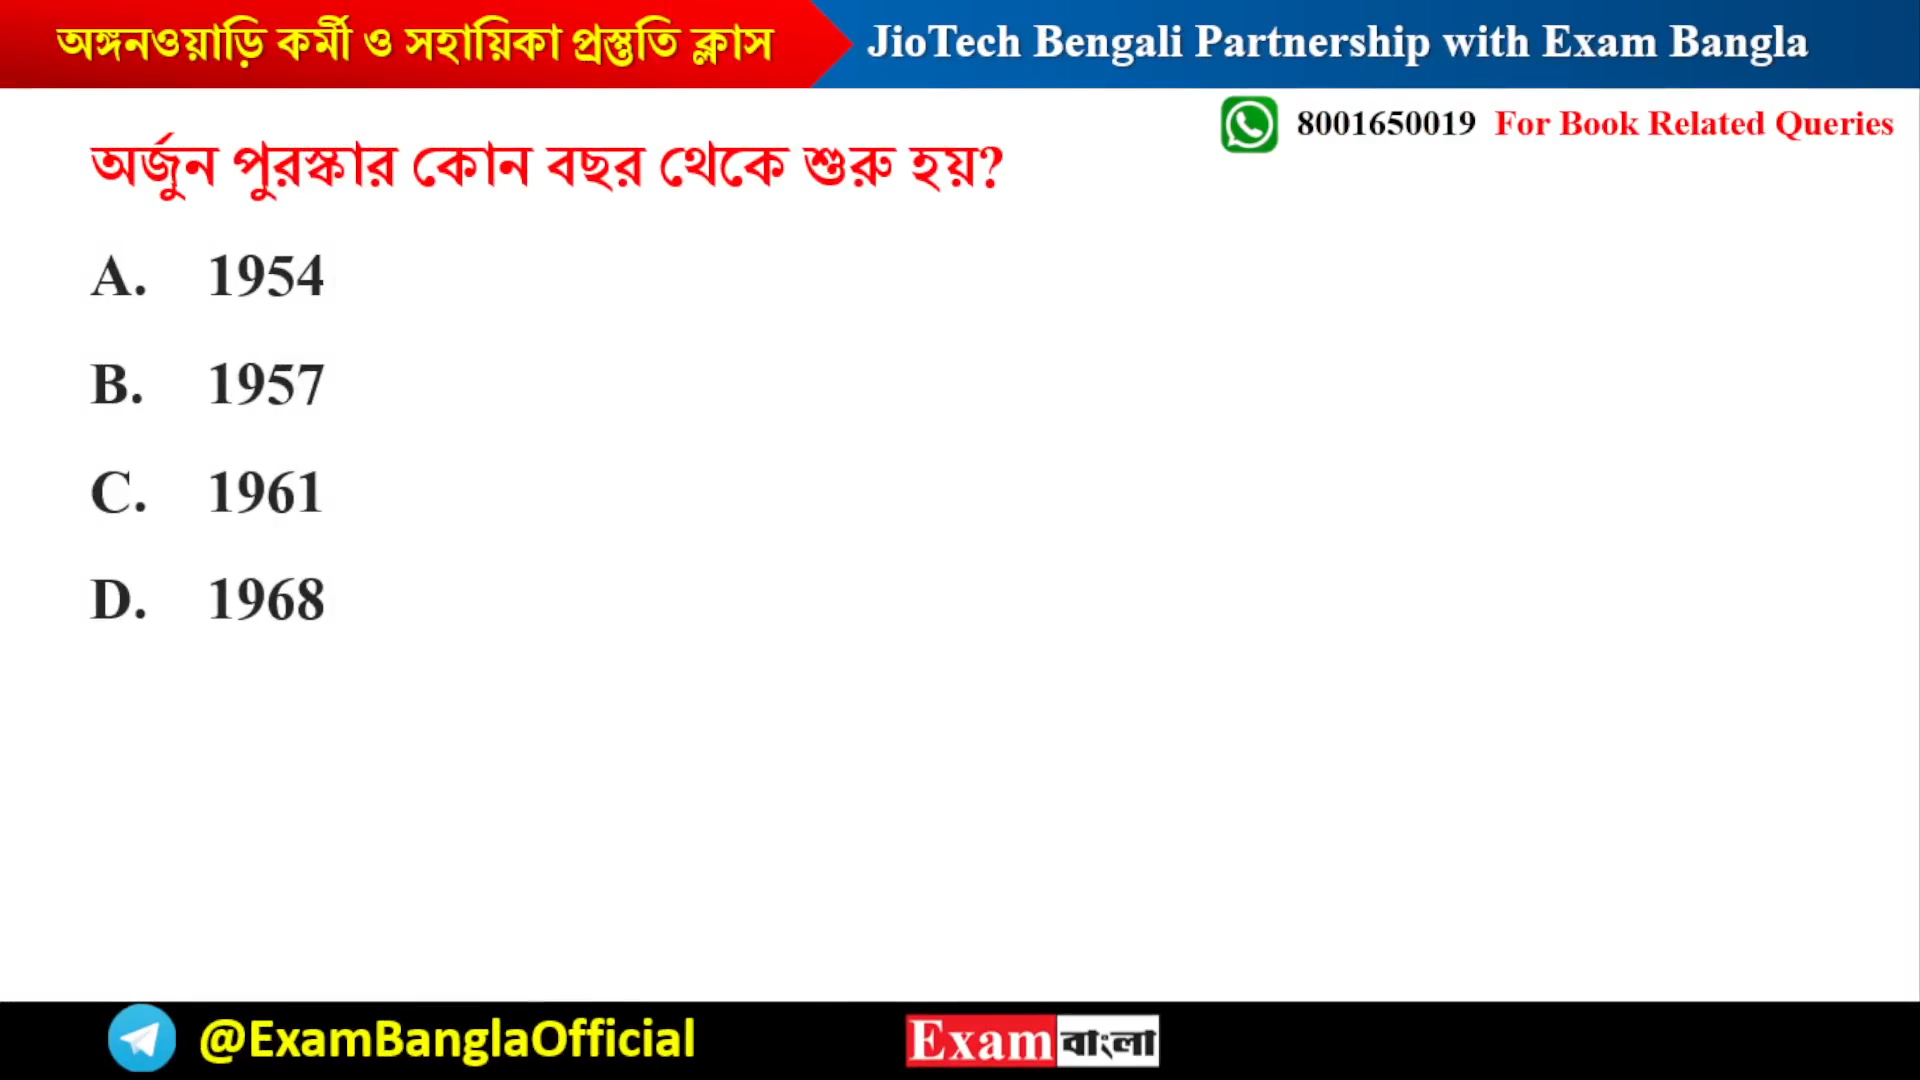 অঙ্গনওয়াড়ি কর্মী ও সহায়িকা প্রস্তুতি ক্লাস
JioTech Bengali Partnership with Exam Bangla
8001650019 For Book Related Queries
অর্জুন পুরস্কার কোন বছর থেকে শুরু হয়?
A. 1954
B. 1957
C. 1961
D. 1968
@ExamBanglaOfficial
Exam বাংলা